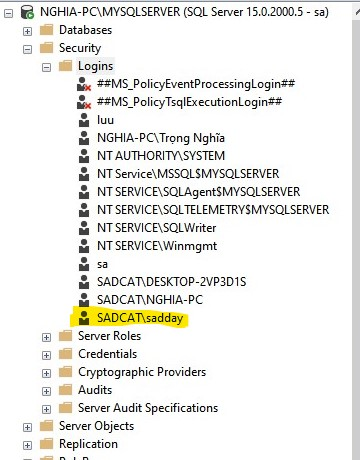 NGHIA-PC\MYSQLSERVER (SQL Server 15.0.2000.5 - sa)
Databases
Security
Logins
##MS_PolicyEventProcessingLogin##
##MS_PolicyTsqlExecutionLogin##
luu
NGHIA-PC\Trọng Nghĩa
NT AUTHORITY\SYSTEM
NT Service\MSSQL$MYSQLSERVER
NT SERVICE\SQLAgent$MYSQLSERVER
NT SERVICE\SQLTELEMETRY$MYSQLSERVER
NT SERVICE\SQLWriter
NT SERVICE\Winmgmt
sa
SADCAT\DESKTOP-2VP3D1S
SADCAT\NGHIA-PC
SADCAT\sadday
Server Roles
Credentials
Cryptographic Providers
Audits
Server Audit Specifications
Server Objects
Replication